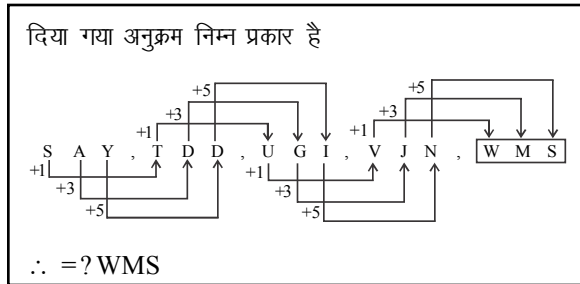 दिया गया अनुक्रम निम्न प्रकार है
+5 +5
+1 +3 +1 +3
S A Y , T D D , U G I , V J N , W M S
+1 +3 +5 +1 +3 +5
∴ =? WMS